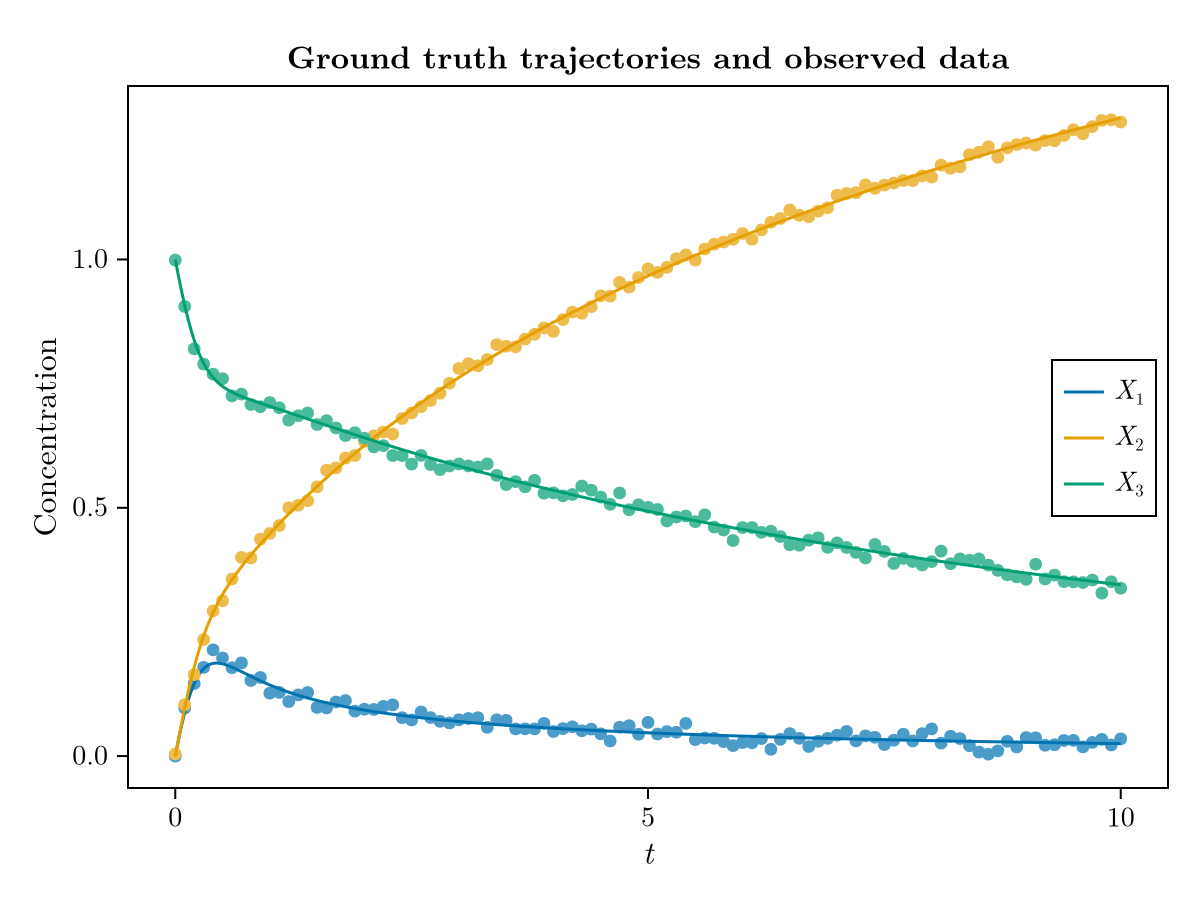 Ground truth trajectories and observed data
Concentration
1.0
0.5
0.0
0
5
10
t
X₁
X₂
X₃